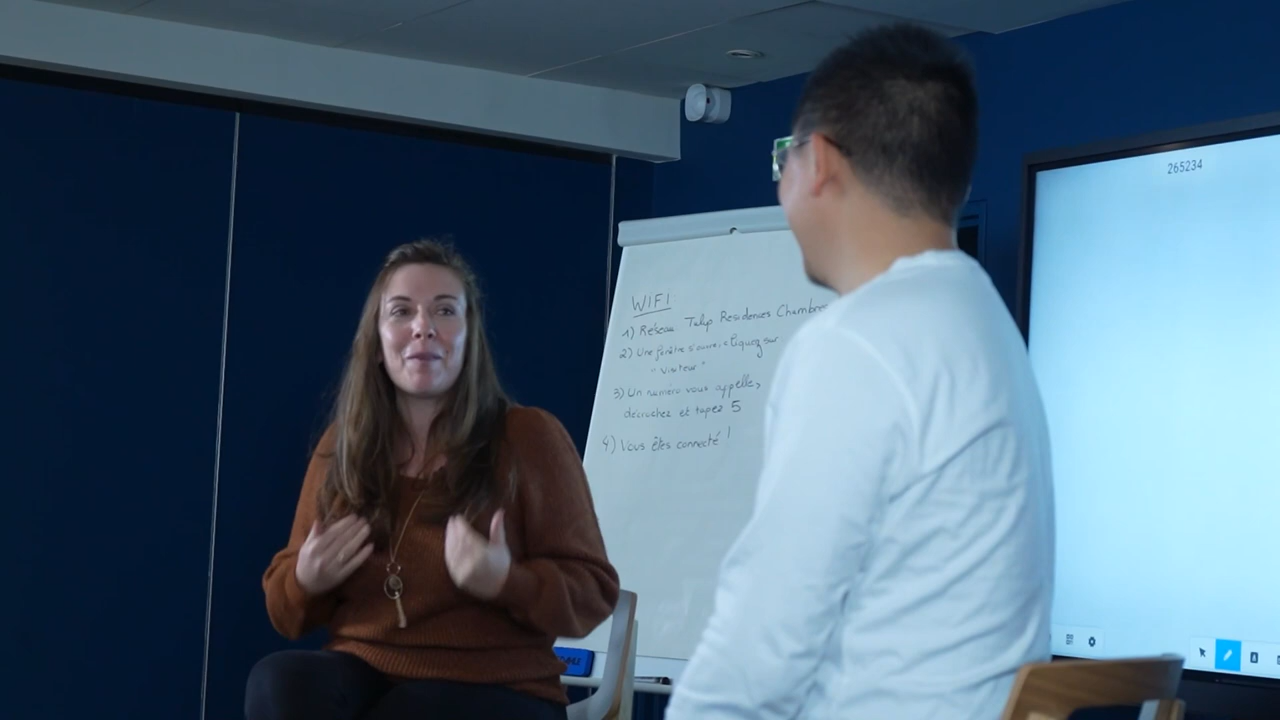 WIFI
1) Réseau Tulip Residences Chambre
2) Une fenêtre s'ouvre: cliquez sur
"Visiteur"
3) Un numéro vous appelle,
décrochez et tapez 5
4) Vous êtes connecté !
265234